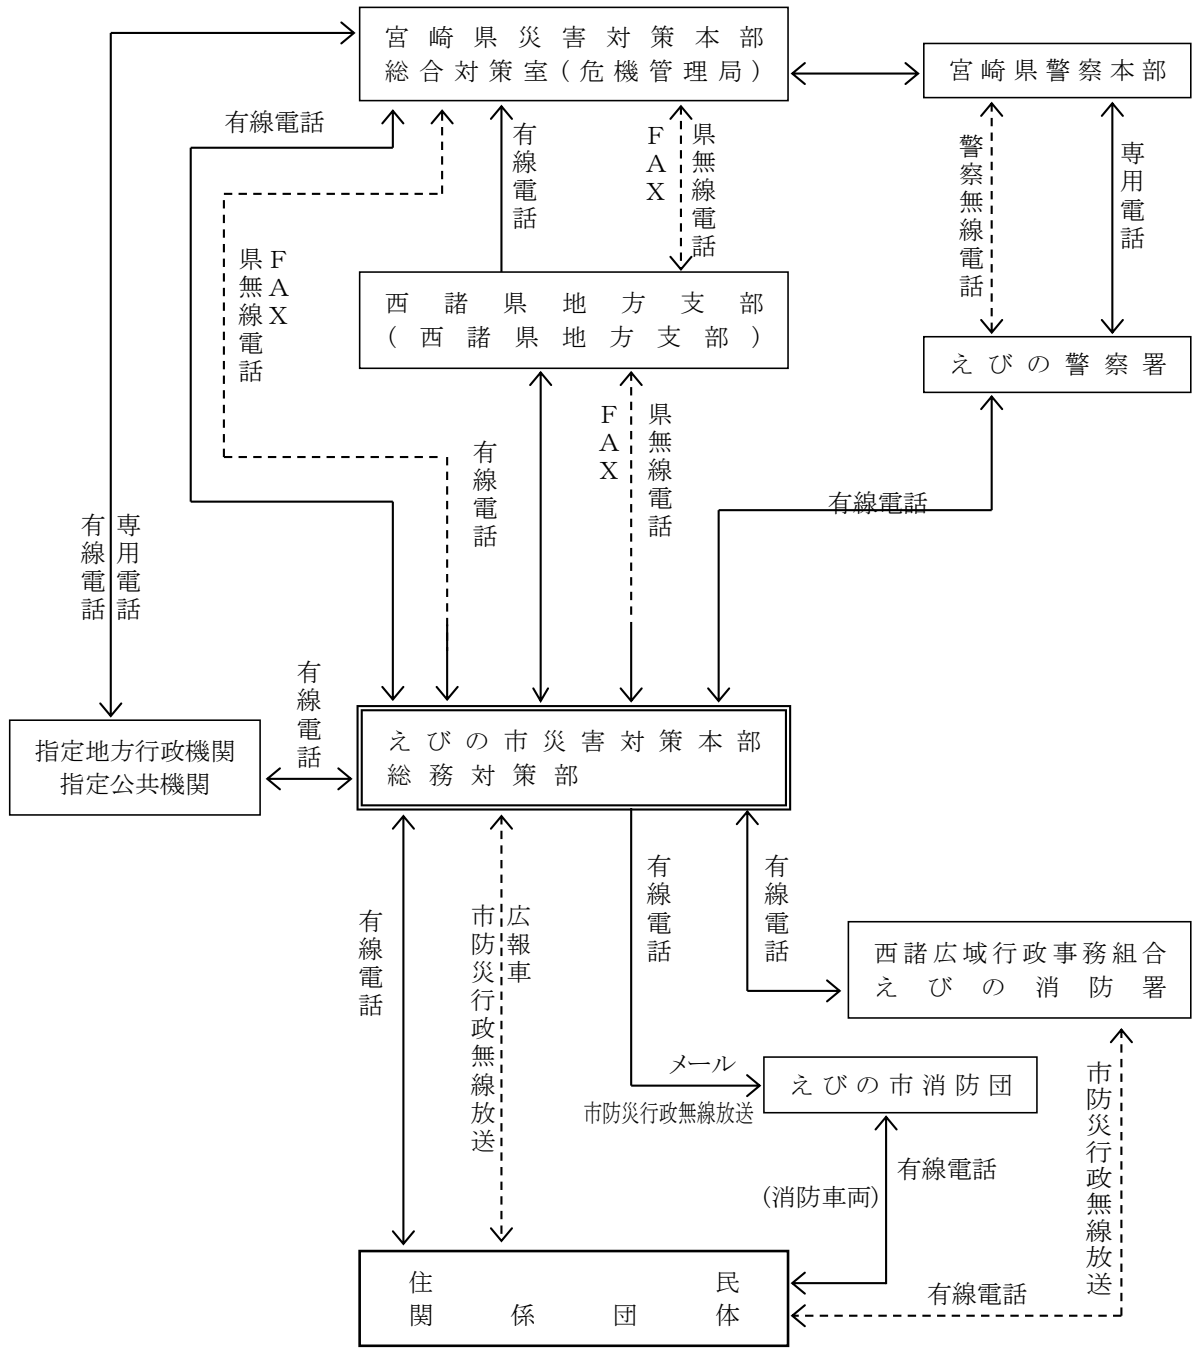 宮崎県災害対策本部
総合対策室(危機管理局)
宮崎県警察本部
有線電話
有線電話
FAX
県無線電話
警察無線電話
専用電話
県無線電話
FAX
西諸県地方支部
(西諸県地方支部)
えびの警察署
有線電話
FAX
県無線電話
有線電話
有線電話
専用電話
有線電話
指定地方行政機関
指定公共機関
えびの市災害対策本部
総務対策部
有線電話
市防災行政無線放送
広報車
有線電話
有線電話
西諸広域行政事務組合
えびの消防署
メール
市防災行政無線放送
えびの市消防団
市防災行政無線放送
有線電話
(消防車両)
有線電話
住民
関係団体